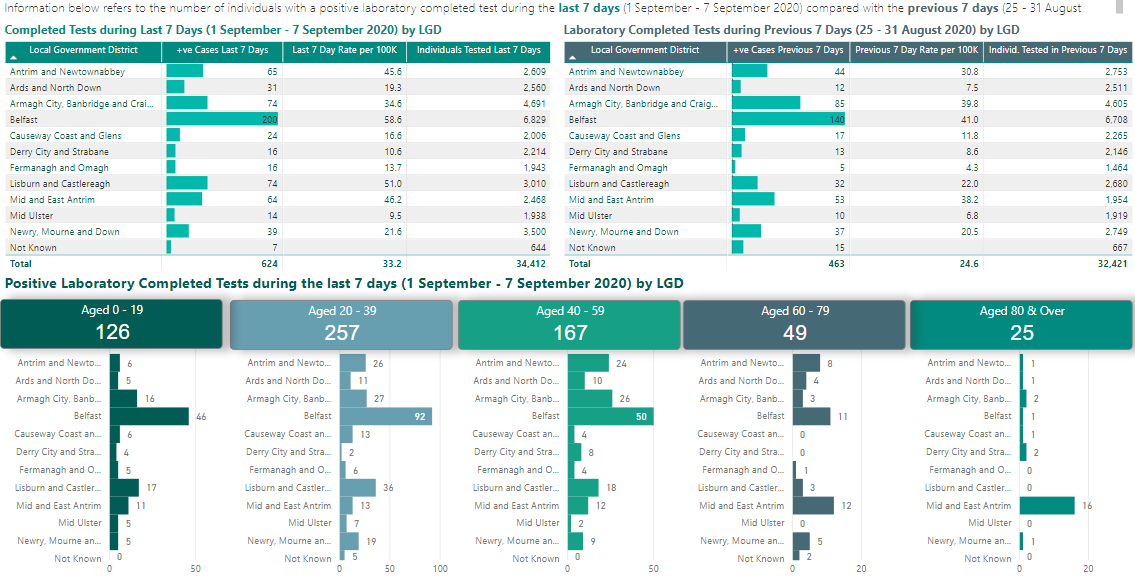 Information below refers to the number of individuals with a positive laboratory completed test during the last 7 days (1 September - 7 September 2020) compared with the previous 7 days (25 - 31 August
Completed Tests during Last 7 Days (1 September - 7 September 2020) by LGD
Local Government District +ve Cases Last 7 Days Last 7 Day Rate per 100K Individuals Tested Last 7 Days
Antrim and Newtownabbey 65 45.6 2,609
Ards and North Down 31 19.3 2,560
Armagh City, Banbridge and Crai... 74 34.6 4,691
Belfast 200 58.6 6,829
Causeway Coast and Glens 24 16.6 2,006
Derry City and Strabane 16 10.6 2,214
Fermanagh and Omagh 16 13.7 1,943
Lisburn and Castlereagh 74 51.0 3,010
Mid and East Antrim 64 46.2 2,468
Mid Ulster 14 9.5 1,938
Newry, Mourne and Down 39 21.6 3,500
Not Known 7 644
Total 624 33.2 34,412
Laboratory Completed Tests during Previous 7 Days (25 - 31 August 2020) by LGD
Local Government District +ve Cases Previous 7 Days Previous 7 Day Rate per 100K Individ. Tested in Previous 7 Days
Antrim and Newtownabbey 44 30.8 2,753
Ards and North Down 12 7.5 2,511
Armagh City, Banbridge and Craig... 85 39.8 4,605
Belfast 140 41.0 6,708
Causeway Coast and Glens 17 11.8 2,265
Derry City and Strabane 13 8.6 2,146
Fermanagh and Omagh 5 4.3 1,464
Lisburn and Castlereagh 32 22.0 2,680
Mid and East Antrim 53 38.2 1,954
Mid Ulster 10 6.8 1,919
Newry, Mourne and Down 37 20.5 2,749
Not Known 15 667
Total 463 24.6 32,421
Positive Laboratory Completed Tests during the last 7 days (1 September - 7 September 2020) by LGD
Aged 0 - 19
126
Antrim and Newto... 6
Ards and North Do... 5
Armagh City, Banb... 16
Belfast 46
Causeway Coast an... 6
Derry City and Stra... 4
Fermanagh and O... 5
Lisburn and Castler... 17
Mid and East Antrim 11
Mid Ulster 5
Newry, Mourne an... 5
Not Known 0
0 50
Aged 20 - 39
257
Antrim and Newto... 26
Ards and North Do... 11
Armagh City, Banb... 27
Belfast 92
Causeway Coast an... 13
Derry City and Stra... 2
Fermanagh and O... 6
Lisburn and Castler... 36
Mid and East Antrim 13
Mid Ulster 7
Newry, Mourne an... 19
Not Known 5
0 50 100
Aged 40 - 59
167
Antrim and Newto... 24
Ards and North Do... 10
Armagh City, Banb... 26
Belfast 50
Causeway Coast an... 4
Derry City and Stra... 8
Fermanagh and O... 4
Lisburn and Castler... 18
Mid and East Antrim 12
Mid Ulster 2
Newry, Mourne an... 9
Not Known 0
0 50
Aged 60 - 79
49
Antrim and Newto... 8
Ards and North Do... 4
Armagh City, Banb... 3
Belfast 11
Causeway Coast an... 0
Derry City and Stra... 0
Fermanagh and O... 1
Lisburn and Castler... 3
Mid and East Antrim 12
Mid Ulster 0
Newry, Mourne an... 5
Not Known 2
0 20
Aged 80 & Over
25
Antrim and Newto... 1
Ards and North Do... 1
Armagh City, Banb... 2
Belfast 1
Causeway Coast an... 1
Derry City and Stra... 2
Fermanagh and O... 0
Lisburn and Castler... 0
Mid and East Antrim 16
Mid Ulster 0
Newry, Mourne an... 1
Not Known 0
0 20